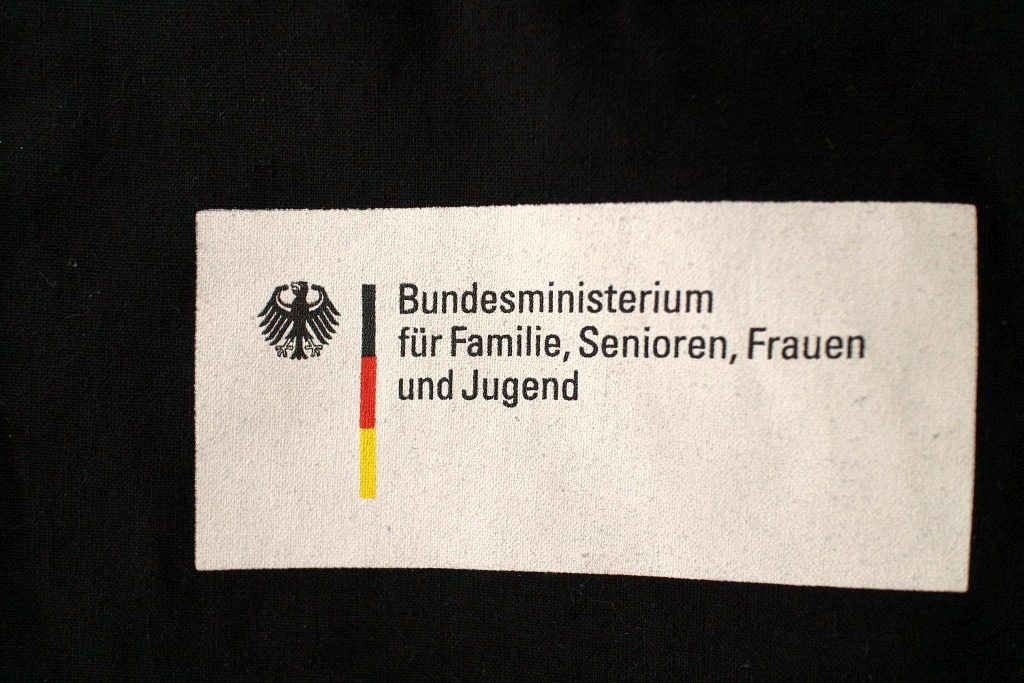 Bundesministerium
für Familie, Senioren, Frauen
und Jugend